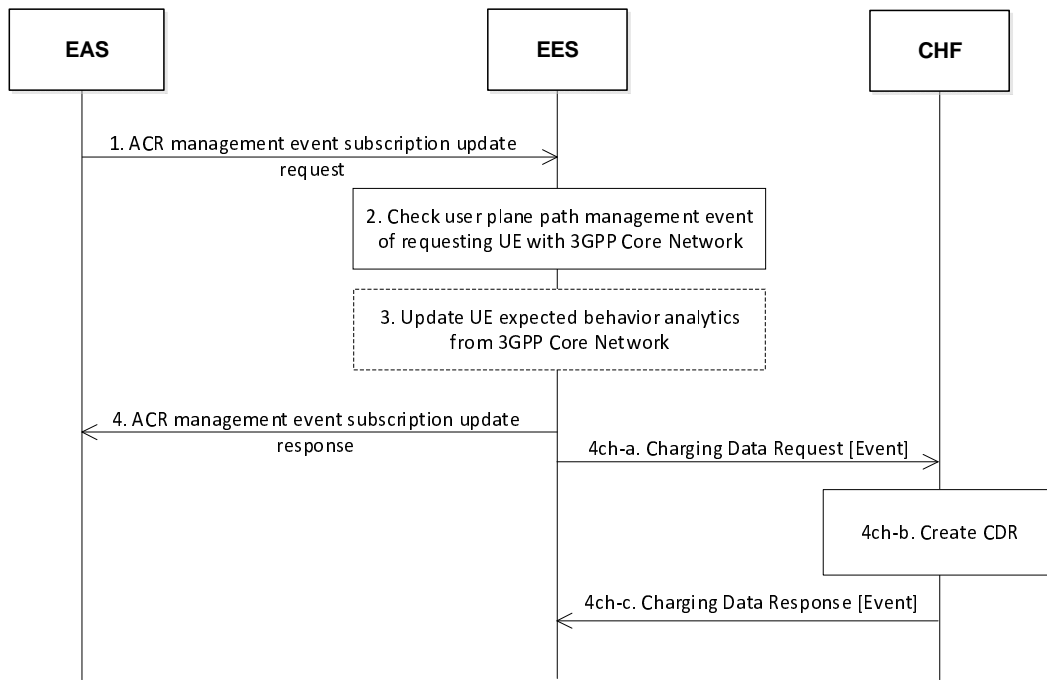 EAS
EES
CHF
1. ACR management event subscription update
request
2. Check user plane path management event
of requesting UE with 3GPP Core Network
3. Update UE expected behavior analytics
from 3GPP Core Network
4. ACR management event subscription update
response
4ch-a. Charging Data Request [Event]
4ch-b. Create CDR
4ch-c. Charging Data Response [Event]